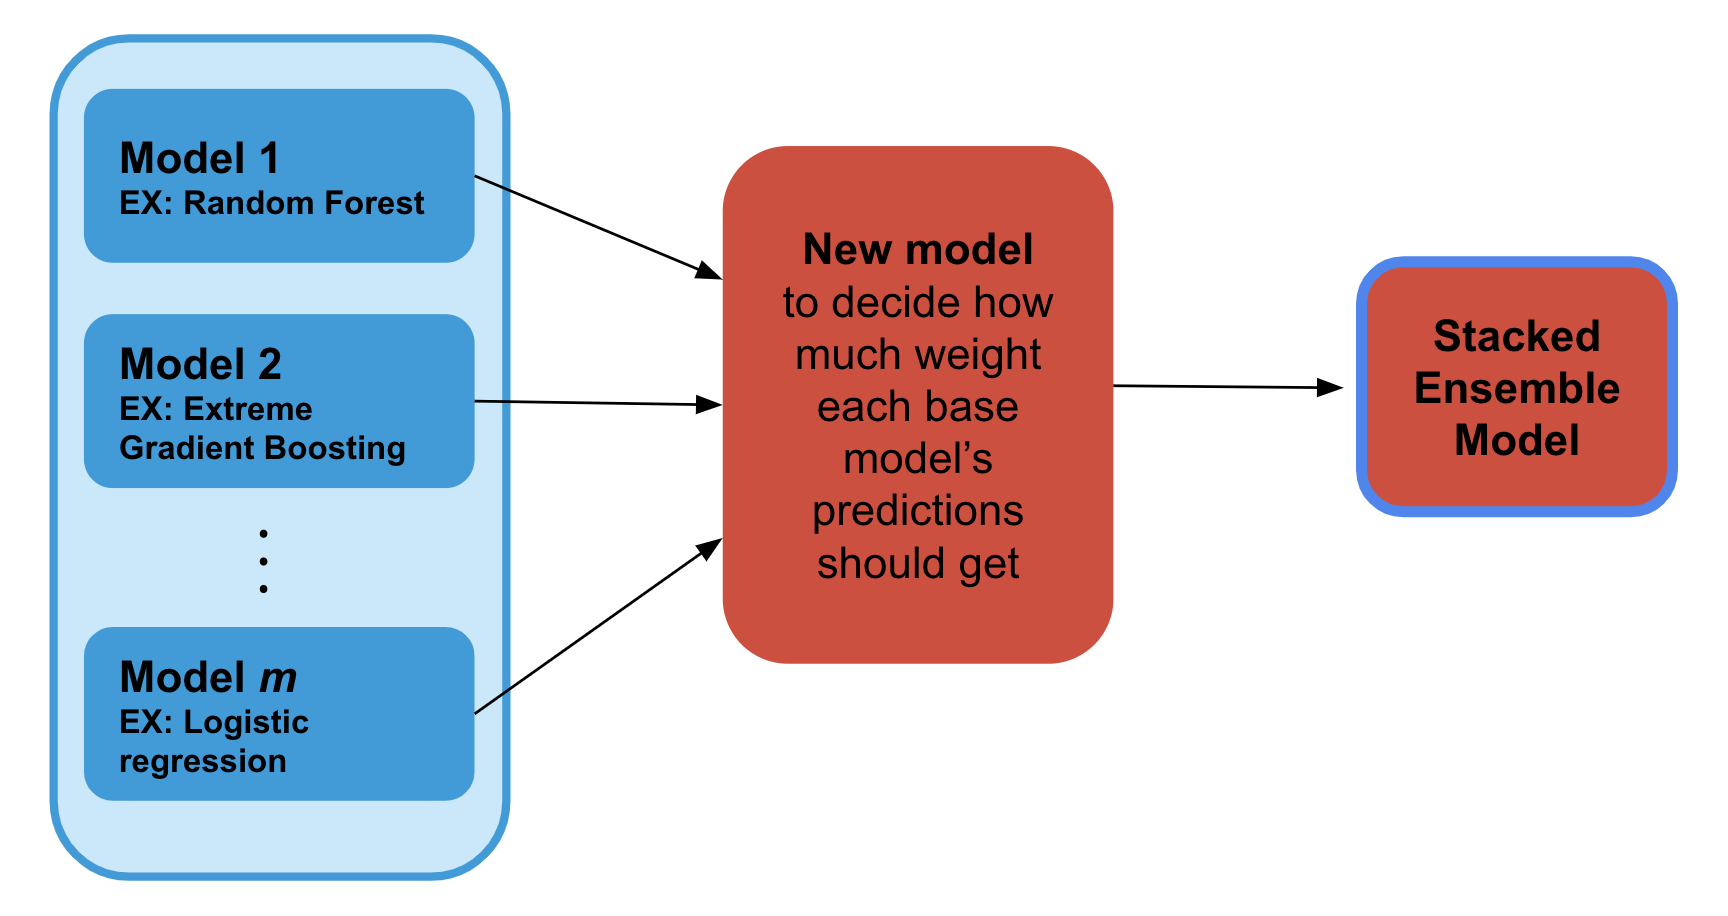 Model 1
EX: Random Forest
Model 2
EX: Extreme
Gradient Boosting
Model m
EX: Logistic
regression
New model
to decide how
much weight
each base
model’s
predictions
should get
Stacked
Ensemble
Model